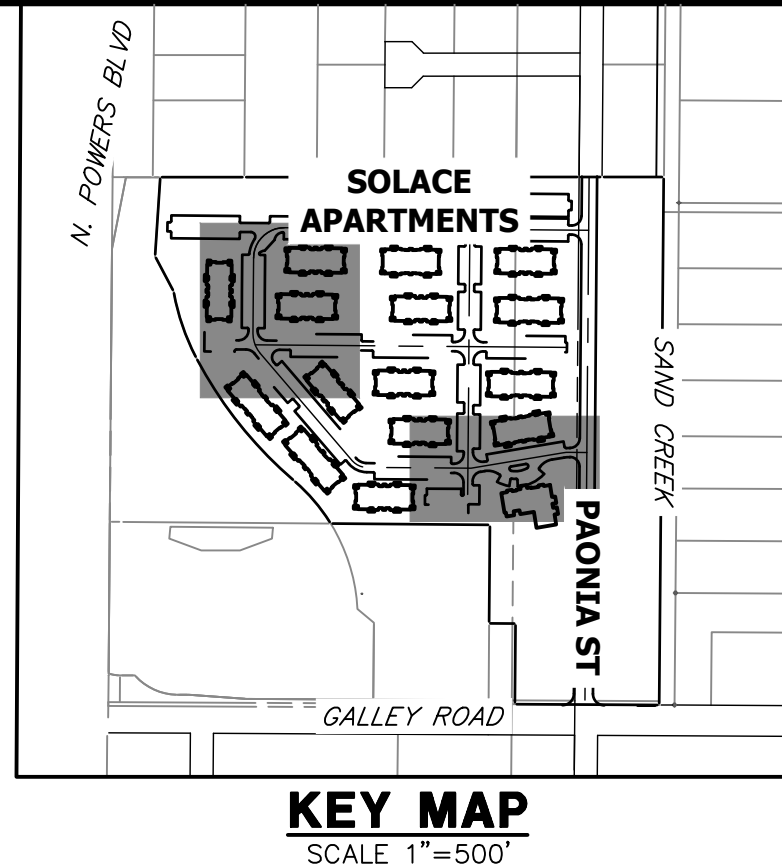 N. POWERS BLVD
SOLACE
APARTMENTS
SAND CREEK
PAONIA ST
GALLEY ROAD
KEY MAP
SCALE 1"=500'